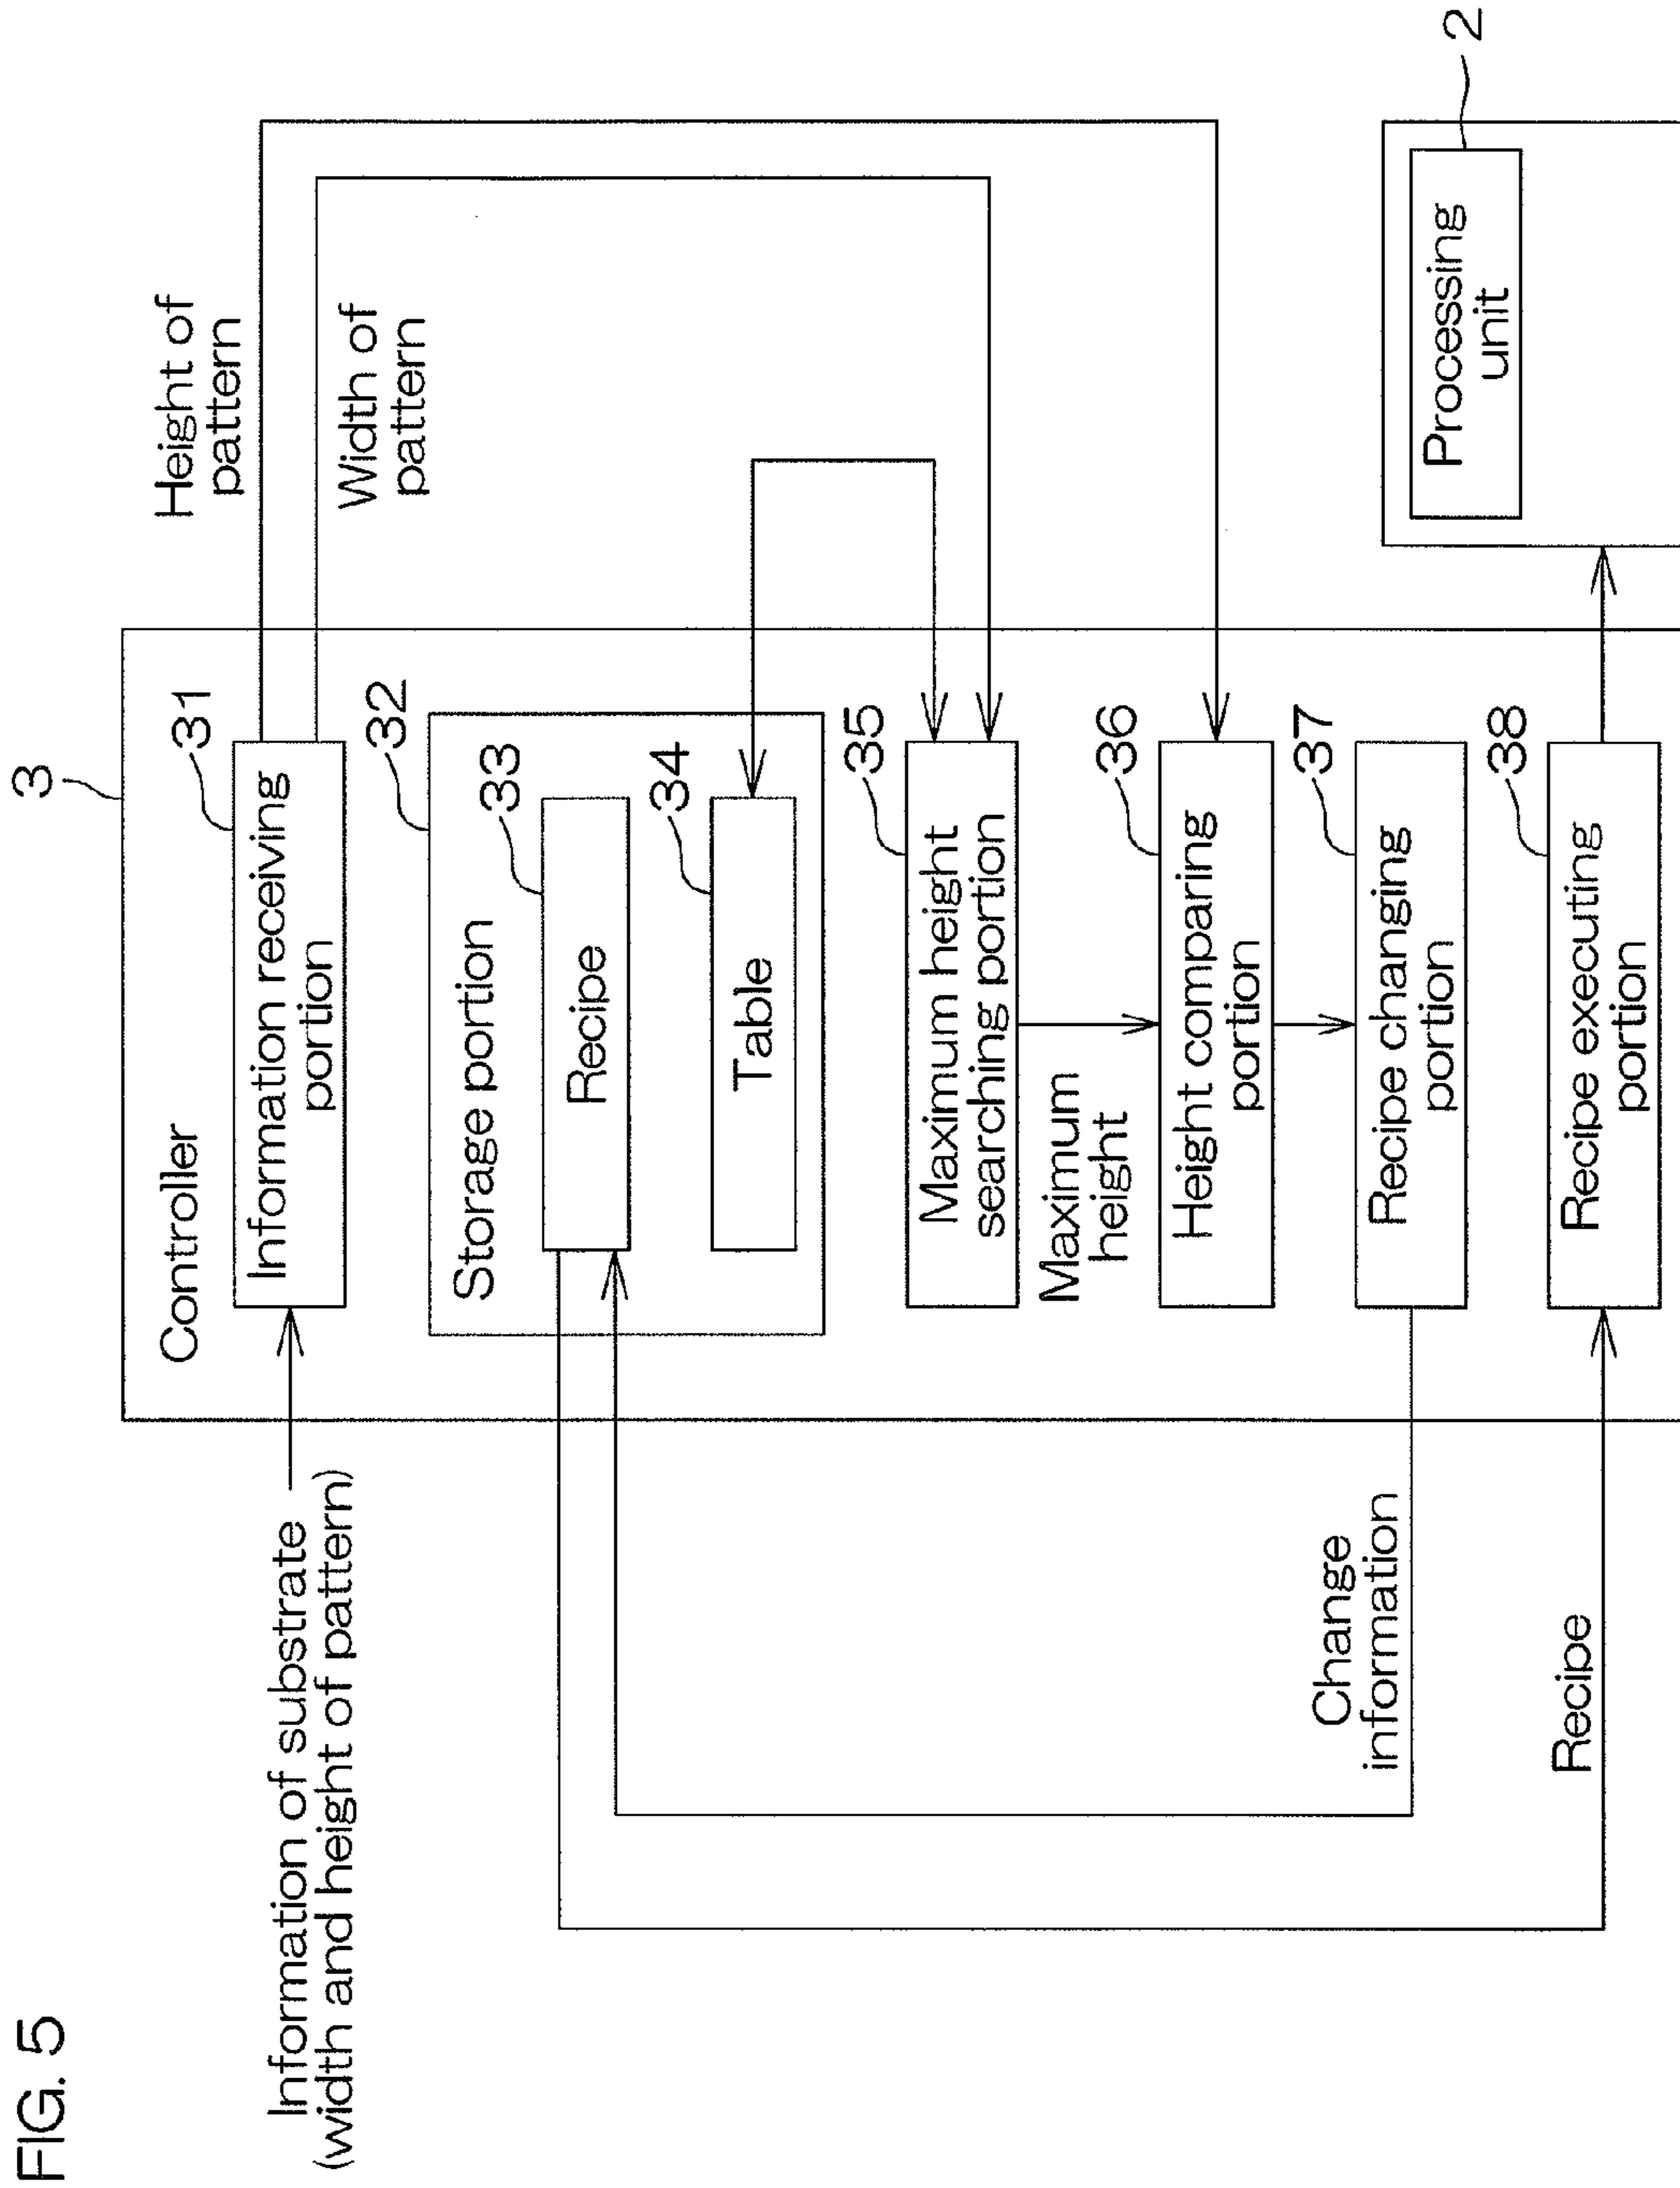 FIG. 5
3
Controller
Information of substrate
(width and height of pattern)
Information receiving
portion
31
Height of
pattern
Width of
pattern
32
Storage portion
33
Recipe
34
Table
35
Maximum height
searching portion
Maximum
height
36
Height comparing
portion
37
Recipe changing
portion
Change
information
38
Recipe executing
portion
Recipe
2
Processing
unit